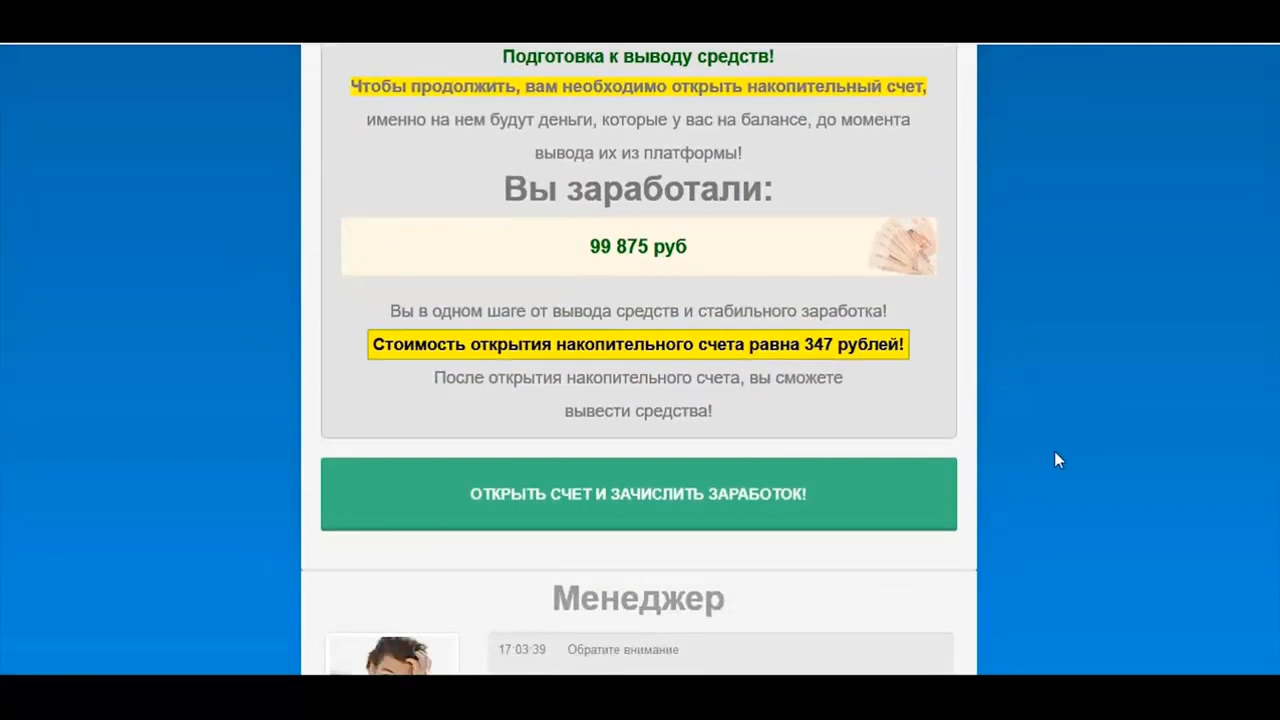 Подготовка к выводу средств!
Чтобы продолжить, вам необходимо открыть накопительный счет,
именно на нем будут деньги, которые у вас на балансе, до момента
вывода их из платформы!
Вы заработали:
99 875 руб
Вы в одном шаге от вывода средств и стабильного заработка!
Стоимость открытия накопительного счета равна 347 рублей!
После открытия накопительного счета, вы сможете
вывести средства!
ОТКРЫТЬ СЧЕТ И ЗАЧИСЛИТЬ ЗАРАБОТОК!
Менеджер
17:03:39 Обратите внимание